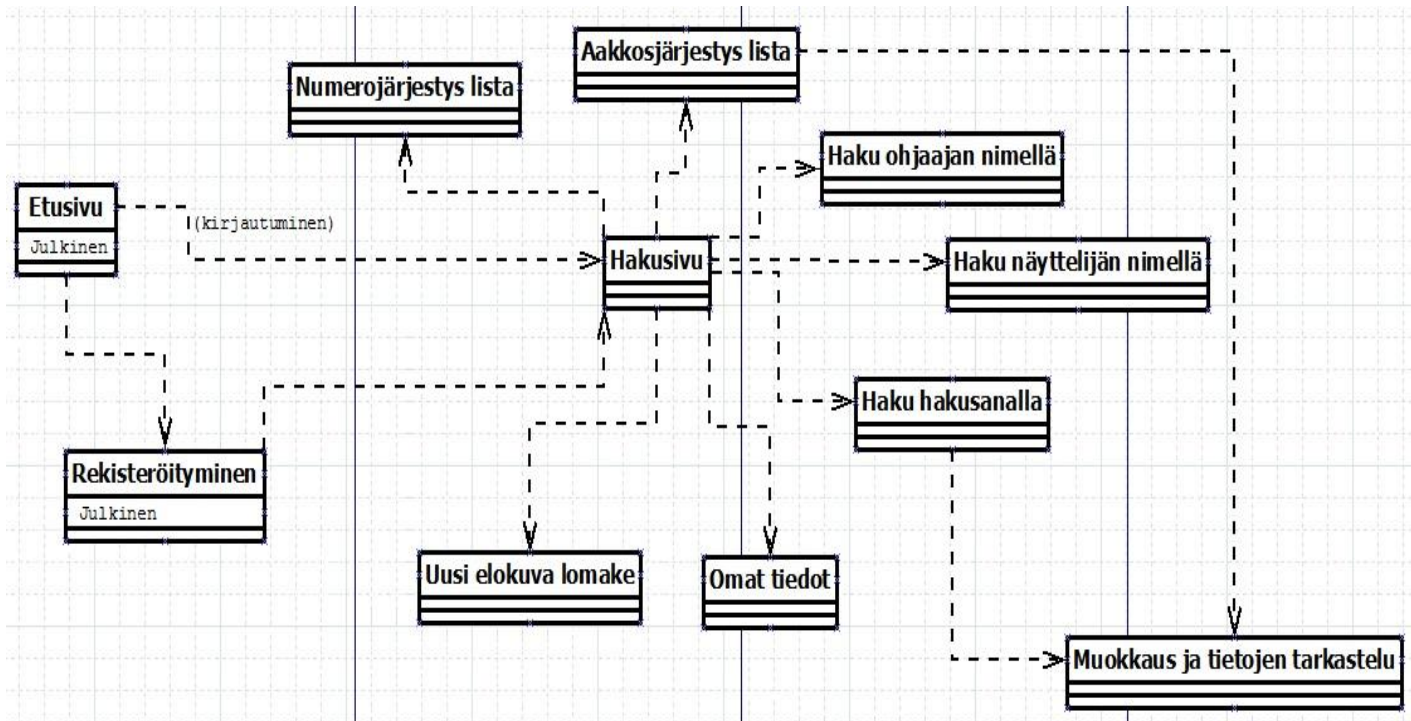 Aakkosjärjestys lista
Numerojärjestys lista
Haku ohjaajan nimellä
Etusivu
Julkinen
(kirjautuminen)
Hakusivu
Haku näyttelijän nimellä
Haku hakusanalla
Rekisteröityminen
Julkinen
Uusi elokuva lomake
Omat tiedot
Muokkaus ja tietojen tarkastelu